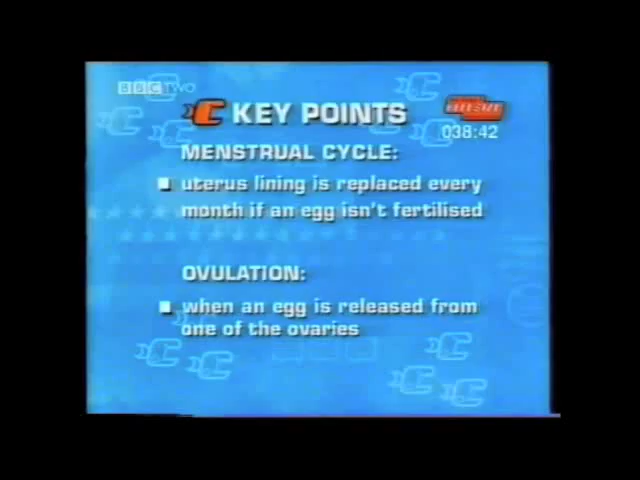 BBC TWO
KEY POINTS
038:42
MENSTRUAL CYCLE:
uterus lining is replaced every
month if an egg isn't fertilised
OVULATION:
when an egg is released from
one of the ovaries